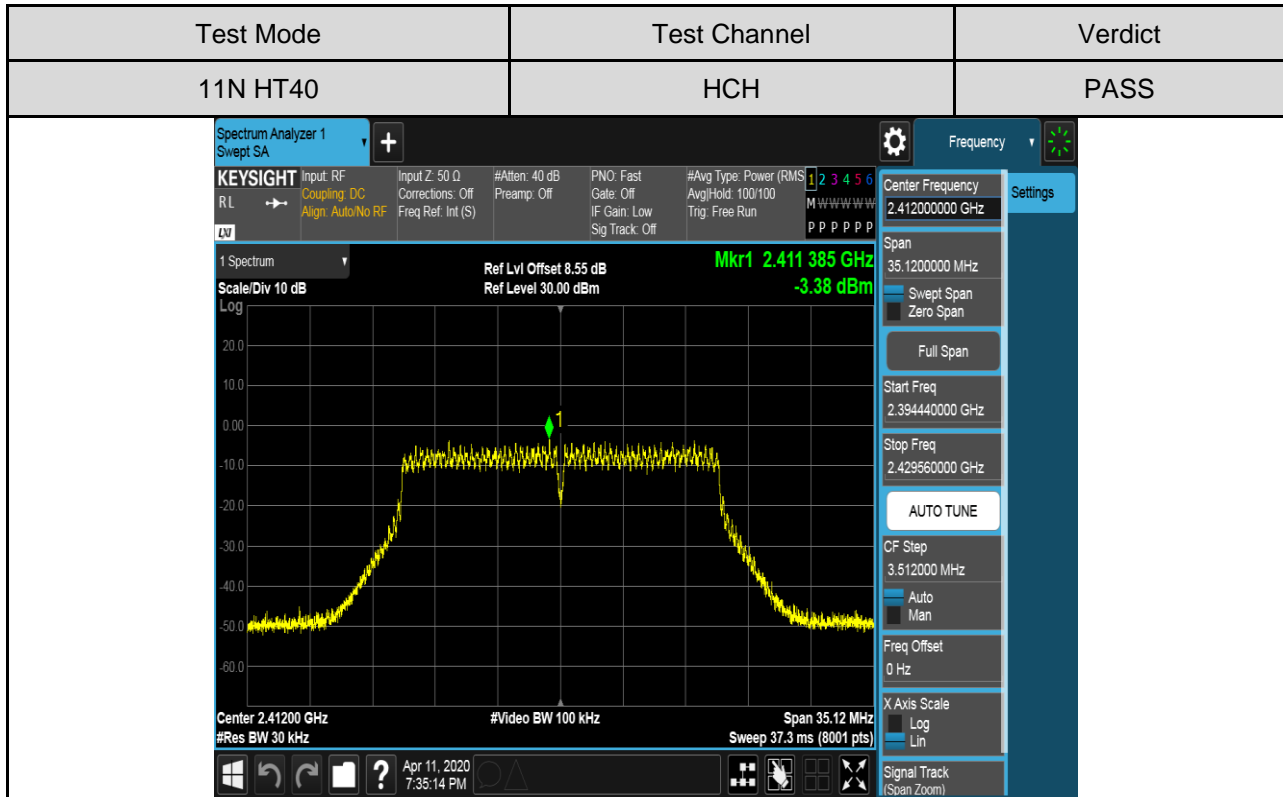 Test Mode Test Channel Verdict
11N HT40 HCH PASS
Spectrum Analyzer 1
Swept SA
+
Frequency
KEYSIGHT
RL
LXI
Input: RF
Coupling: DC
Align: Auto/No RF
Input Z: 50 Ω
Corrections: Off
Freq Ref: Int (S)
#Atten: 40 dB
Preamp: Off
PNO: Fast
Gate: Off
IF Gain: Low
Sig Track: Off
#Avg Type: Power (RMS
Avg|Hold: 100/100
Trig: Free Run
1 2 3 4 5 6
M W W W W W
P P P P P P
1 Spectrum
Scale/Div 10 dB
Log
Ref Lvl Offset 8.55 dB
Ref Level 30.00 dBm
Mkr1 2.411 385 GHz
-3.38 dBm
20.0
10.0
0.00
-10.0
-20.0
-30.0
-40.0
-50.0
-60.0
1
Center 2.41200 GHz
#Res BW 30 kHz
#Video BW 100 kHz
Span 35.12 MHz
Sweep 37.3 ms (8001 pts)
?
Apr 11, 2020
7:35:14 PM
Center Frequency
2.412000000 GHz
Settings
Span
35.1200000 MHz
Swept Span
Zero Span
Full Span
Start Freq
2.394440000 GHz
Stop Freq
2.429560000 GHz
AUTO TUNE
CF Step
3.512000 MHz
Auto
Man
Freq Offset
0 Hz
X Axis Scale
Log
Lin
Signal Track
(Span Zoom)